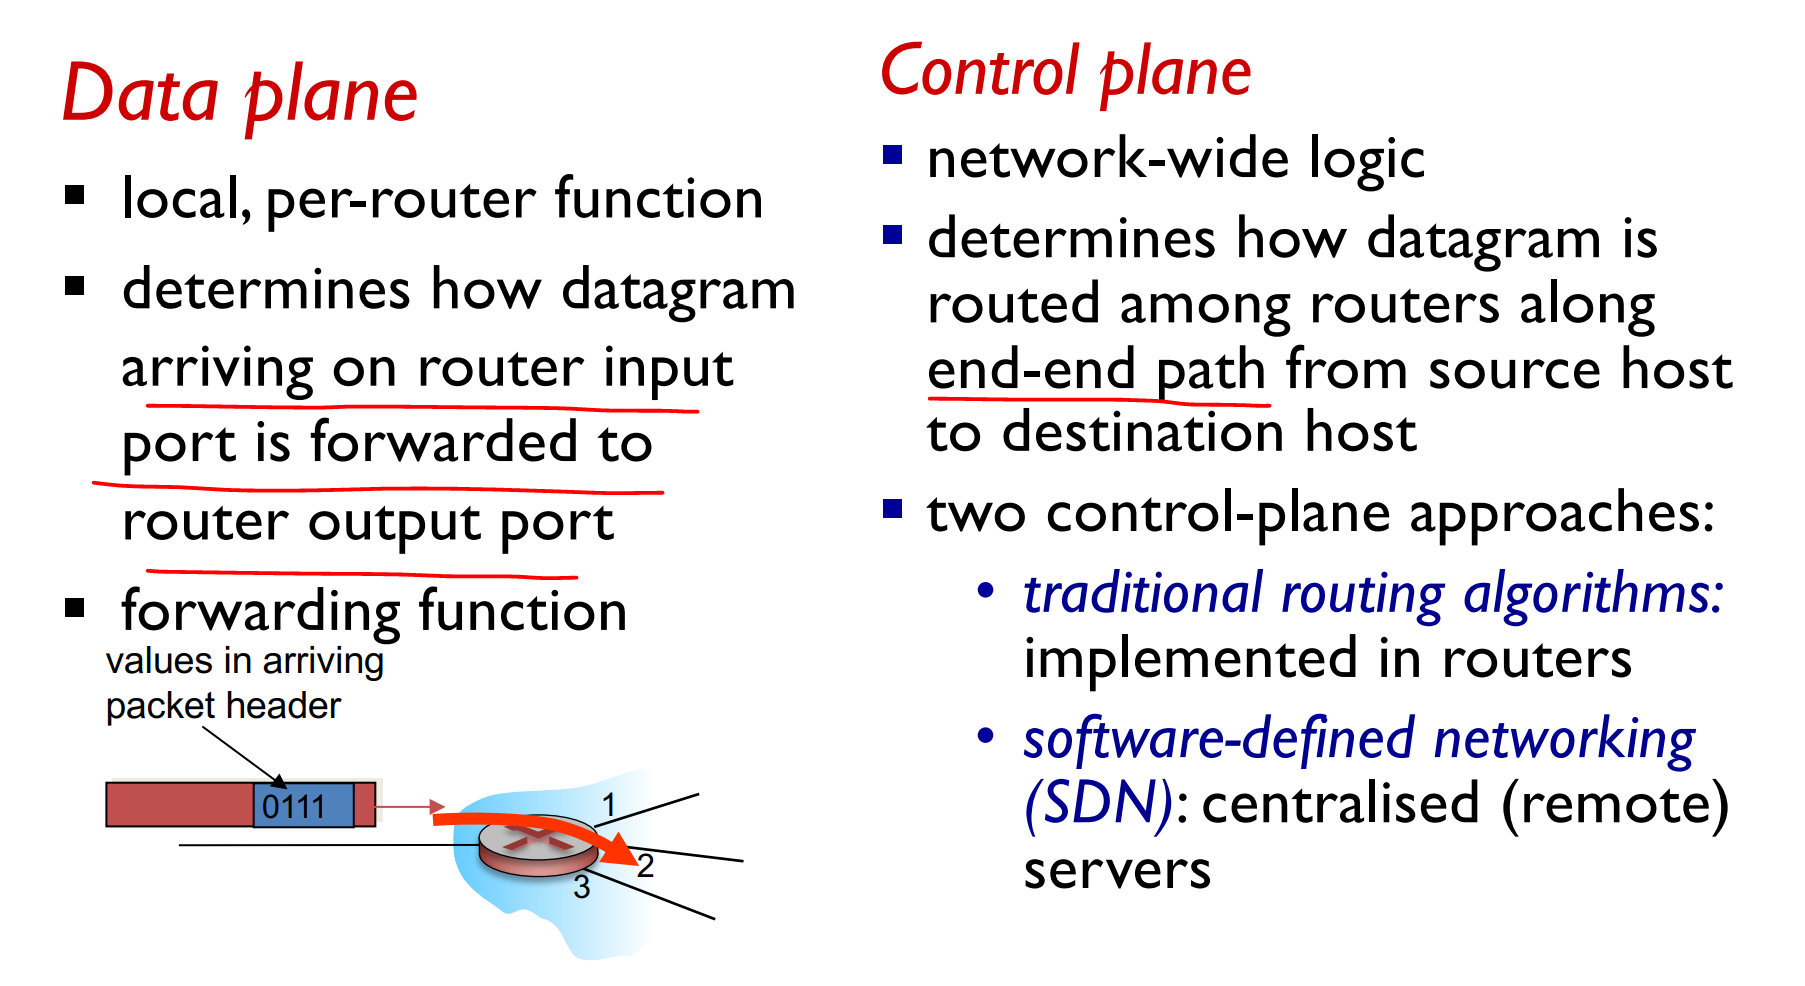 Data plane
▪ local, per-router function
▪ determines how datagram
arriving on router input
port is forwarded to
router output port
▪ forwarding function
values in arriving
packet header
0111
1
2
3
Control plane
▪ network-wide logic
▪ determines how datagram is
routed among routers along
end-end path from source host
to destination host
▪ two control-plane approaches:
• traditional routing algorithms:
implemented in routers
• software-defined networking
(SDN): centralised (remote)
servers